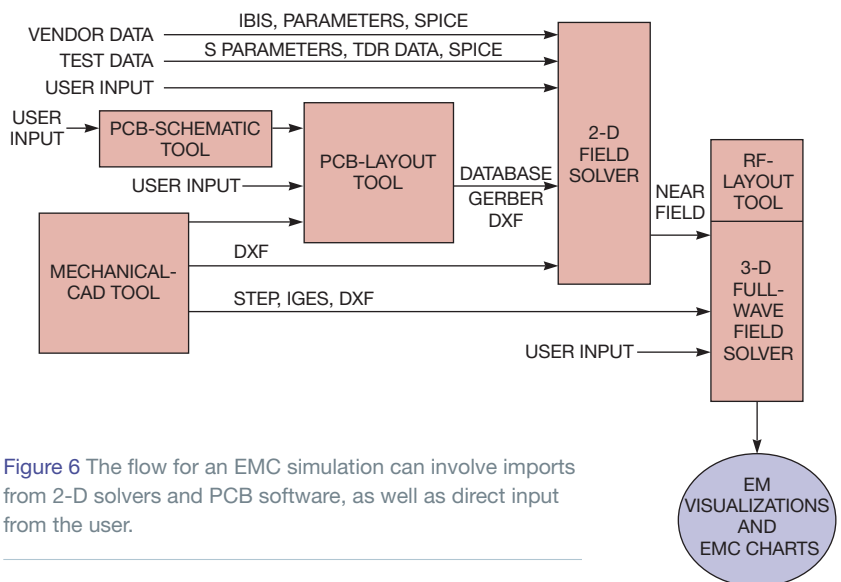 VENDOR DATA
IBIS, PARAMETERS, SPICE
TEST DATA
S PARAMETERS, TDR DATA, SPICE
USER INPUT
USER
INPUT
PCB-SCHEMATIC
TOOL
USER INPUT
PCB-LAYOUT
TOOL
DATABASE
GERBER
DXF
2-D
FIELD
SOLVER
NEAR
FIELD
RF-
LAYOUT
TOOL
MECHANICAL-
CAD TOOL
DXF
STEP, IGES, DXF
USER INPUT
3-D
FULL-
WAVE
FIELD
SOLVER
EM
VISUALIZATIONS
AND
EMC CHARTS
Figure 6 The flow for an EMC simulation can involve imports
from 2-D solvers and PCB software, as well as direct input
from the user.